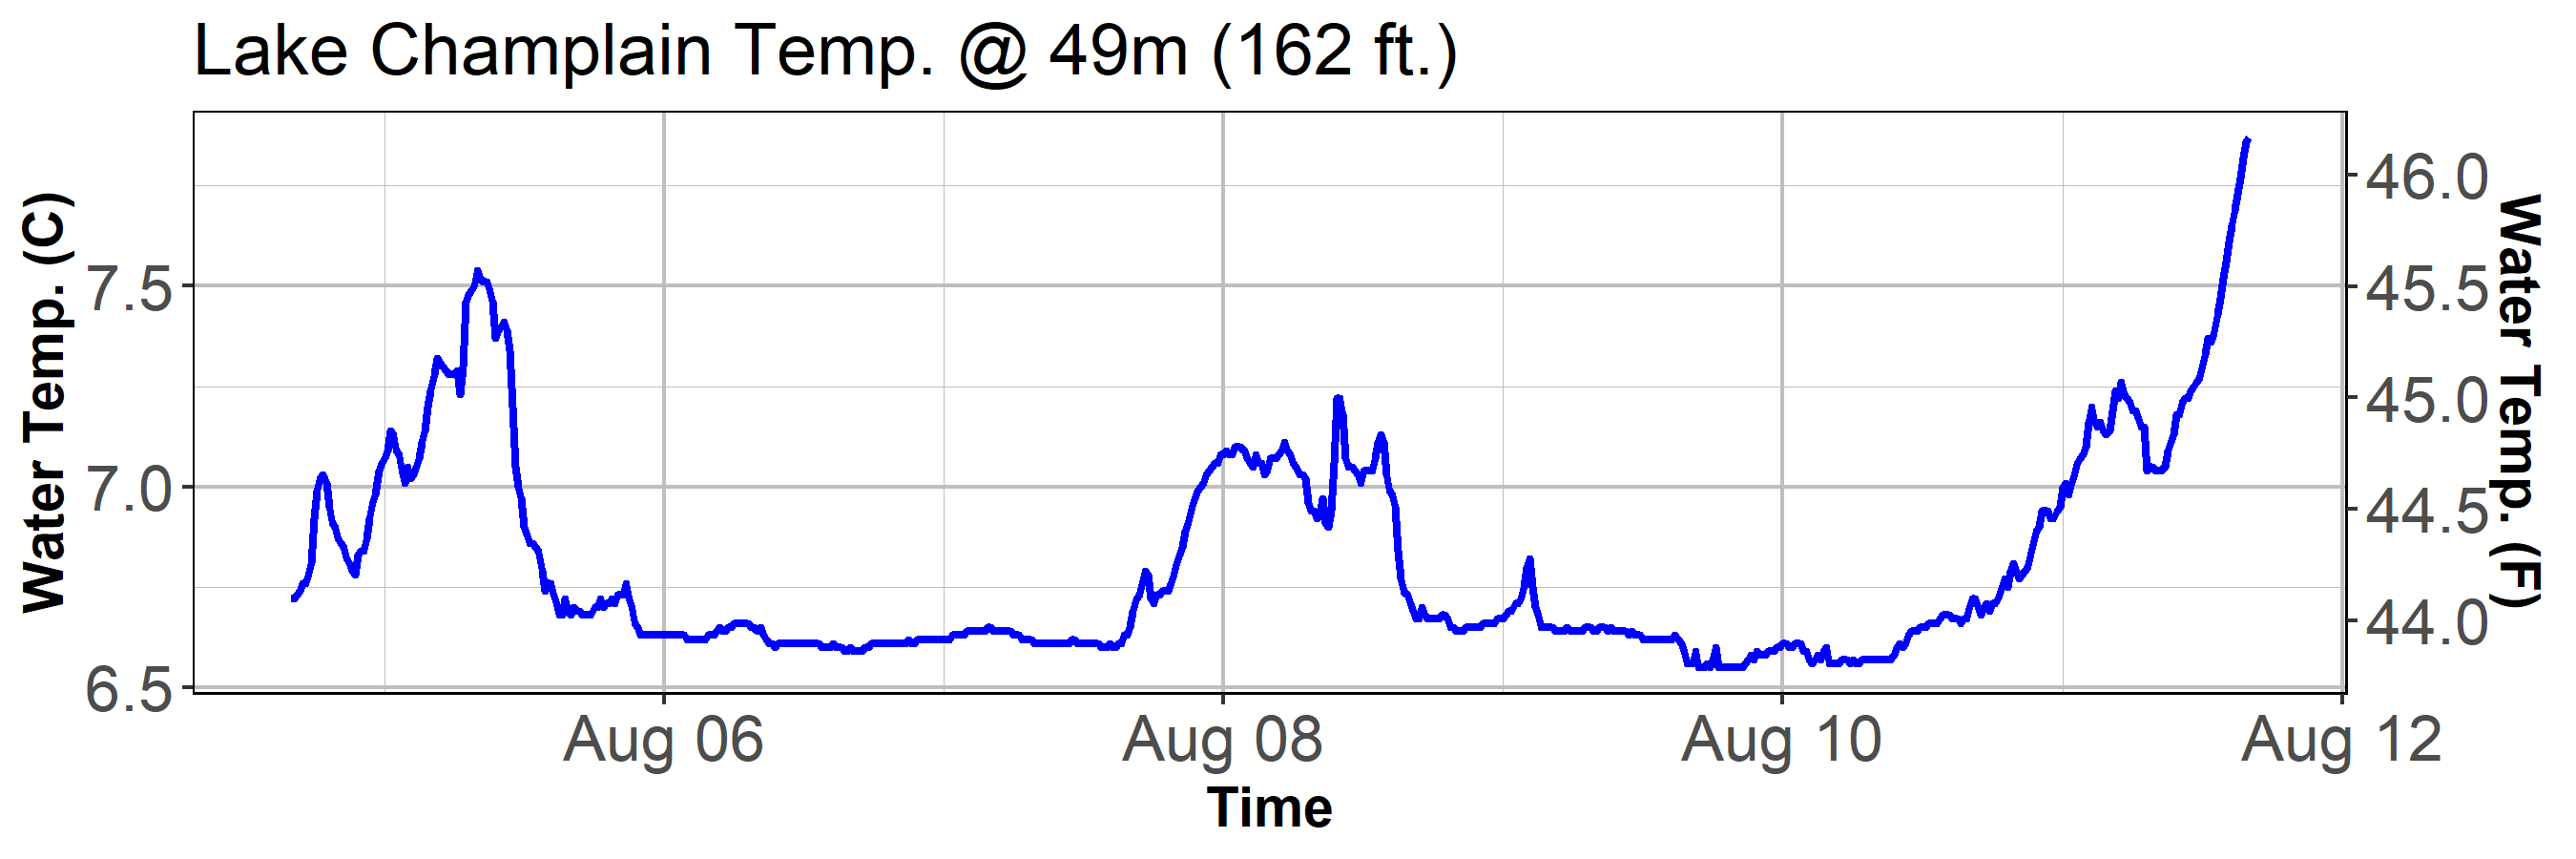 Lake Champlain Temp. @ 49m (162 ft.)
Water Temp. (C)
7.5
7.0
6.5
46.0
45.5
45.0
44.5
44.0
Water Temp. (F)
Aug 06
Aug 08
Aug 10
Aug 12
Time